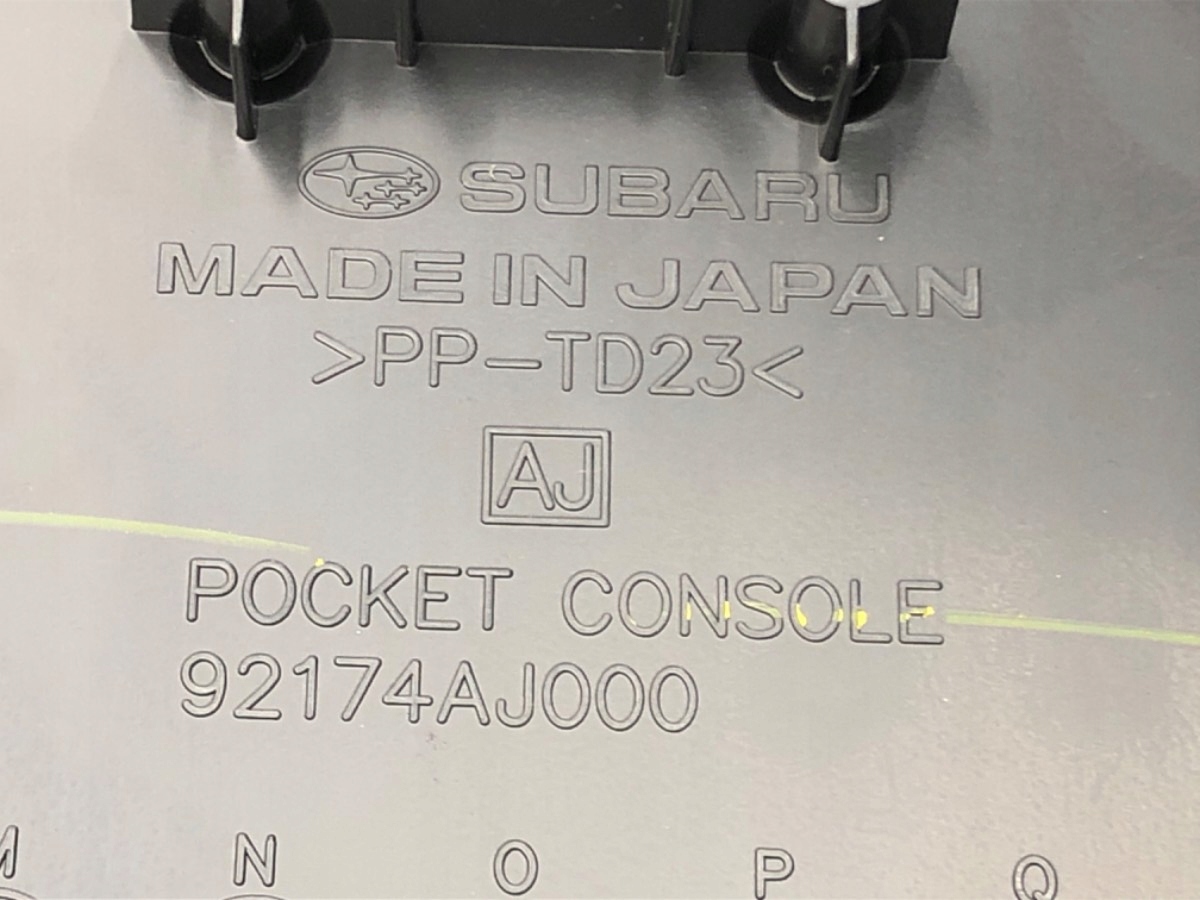 SUBARU
MADE IN JAPAN
>PP-TD23<
AJ
POCKET CONSOLE
92174AJ000
M N O P Q